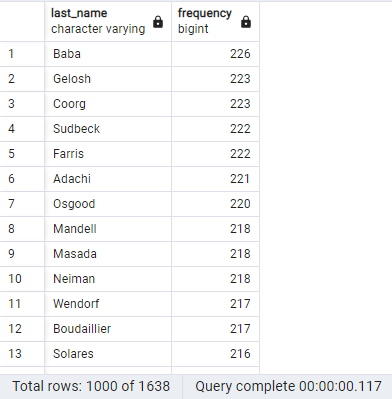 last_name frequency
character varying bigint
1 Baba 226
2 Gelosh 223
3 Coorg 223
4 Sudbeck 222
5 Farris 222
6 Adachi 221
7 Osgood 220
8 Mandell 218
9 Masada 218
10 Neiman 218
11 Wendorf 217
12 Boudaillier 217
13 Solares 216
Total rows: 1000 of 1638 Query complete 00:00:00.117